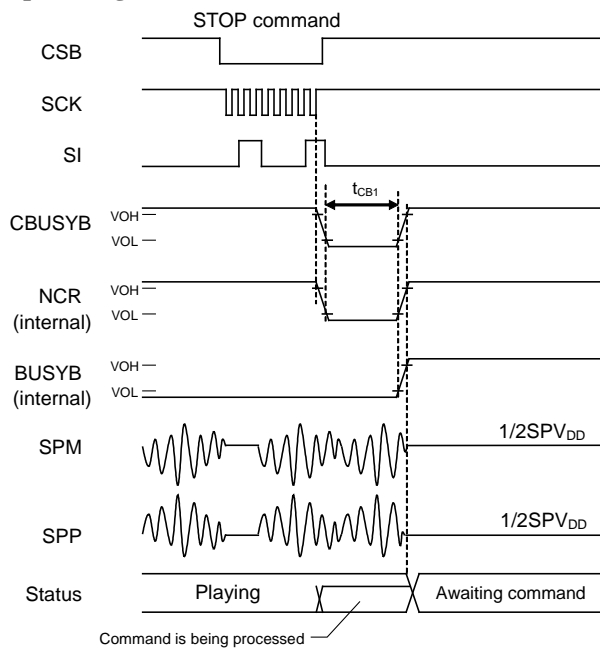 STOP command
CSB
SCK
SI
tCB1
CBUSYB
VOH
VOL
NCR
(internal)
VOH
VOL
BUSYB
(internal)
VOH
VOL
SPM
1/2SPVDD
SPP
1/2SPVDD
Status
Playing
Awaiting command
Command is being processed